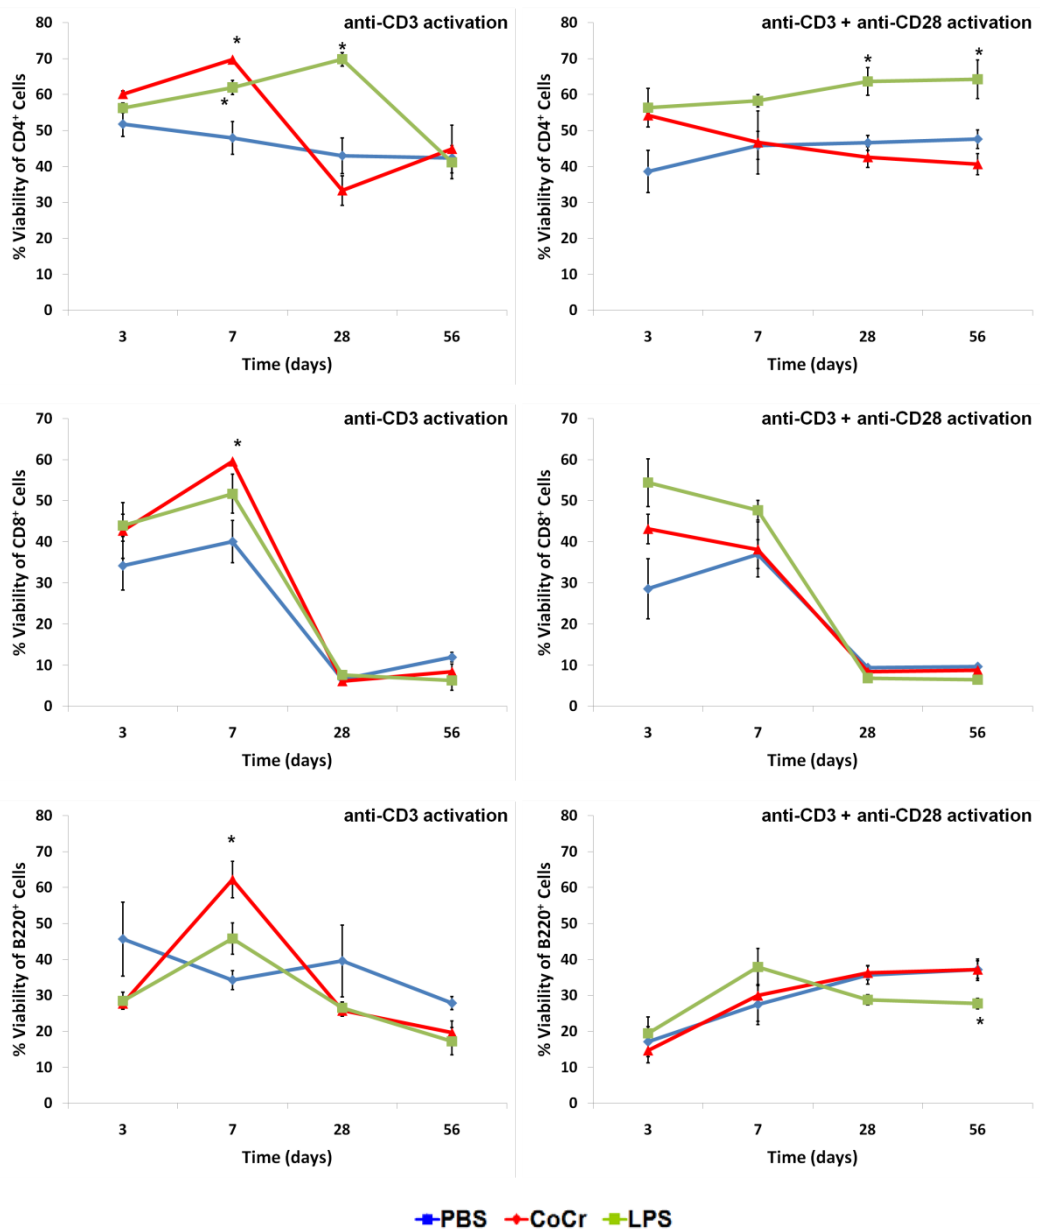 anti-CD3 activation
% Viability of CD4⁺ Cells
80
70
60
50
40
30
20
10
0
* * *
3 7 28 56
Time (days)
anti-CD3 + anti-CD28 activation
% Viability of CD4⁺ Cells
80
70
60
50
40
30
20
10
0
* *
3 7 28 56
Time (days)
anti-CD3 activation
% Viability of CD8⁺ Cells
70
60
50
40
30
20
10
0
*
3 7 28 56
Time (days)
anti-CD3 + anti-CD28 activation
% Viability of CD8⁺ Cells
70
60
50
40
30
20
10
0
3 7 28 56
Time (days)
anti-CD3 activation
% Viability of B220⁺ Cells
80
70
60
50
40
30
20
10
0
*
3 7 28 56
Time (days)
anti-CD3 + anti-CD28 activation
% Viability of B220⁺ Cells
80
70
60
50
40
30
20
10
0
*
3 7 28 56
Time (days)
PBS CoCr LPS